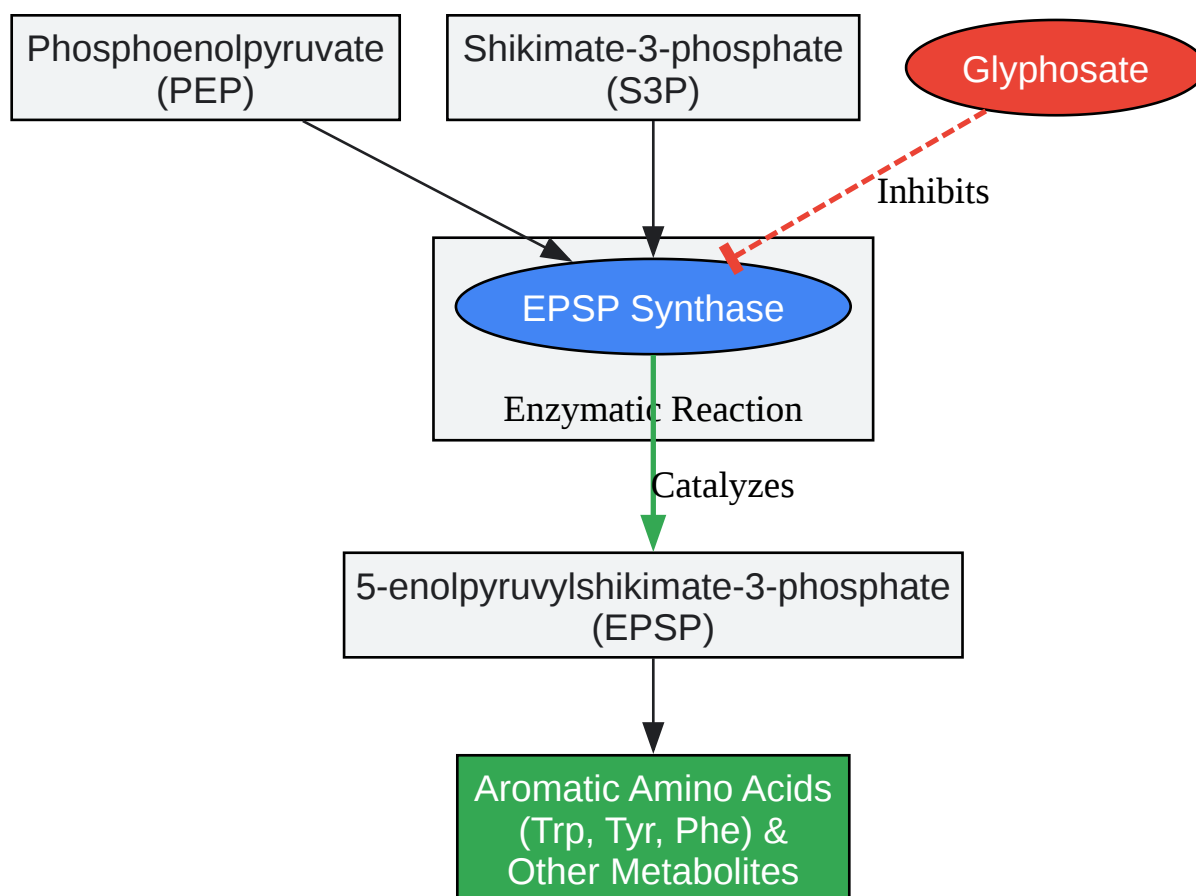 Phosphoenolpyruvate
(PEP)
Shikimate-3-phosphate
(S3P)
Glyphosate
Inhibits
EPSP Synthase
Enzymatic Reaction
Catalyzes
5-enolpyruvylshikimate-3-phosphate
(EPSP)
Aromatic Amino Acids
(Trp, Tyr, Phe) &
Other Metabolites